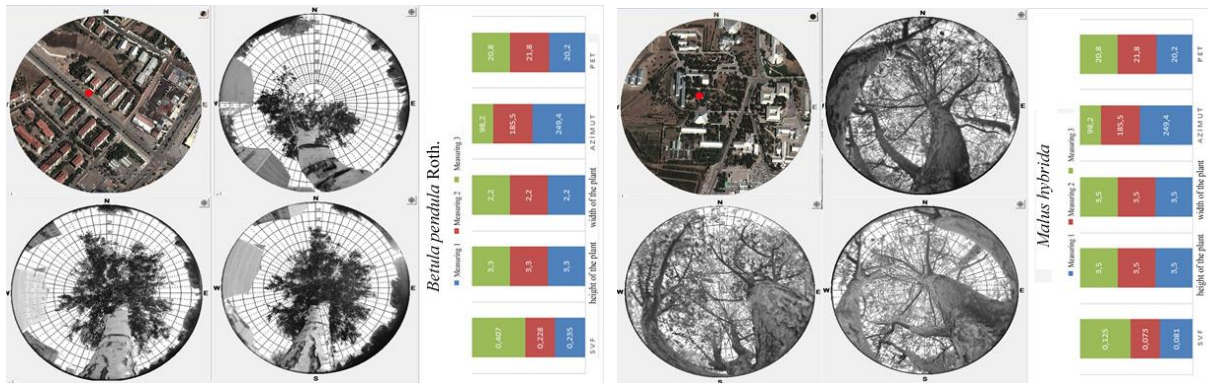 N
N
W
E
W
E
N
N
W
E
W
E
S
S
Betula pendula Roth.
Measuring 1 Measuring 2 Measuring 3
0,407 3,3 2,2 98,2 20,8
0,228 3,3 2,2 185,5 21,8
0,235 3,3 2,2 249,4 20,2
SVF height of the plant width of the plant AZIMUT PET
N
N
E
W
E
N
N
W
E
W
E
S
Malus hybrida
Measuring 1 Measuring 2 Measuring 3
0,125 3,5 3,5 98,2 20,8
0,073 3,5 3,5 185,5 21,8
0,081 3,5 3,5 249,4 20,2
SVF height of the plant width of the plant AZIMUT PET